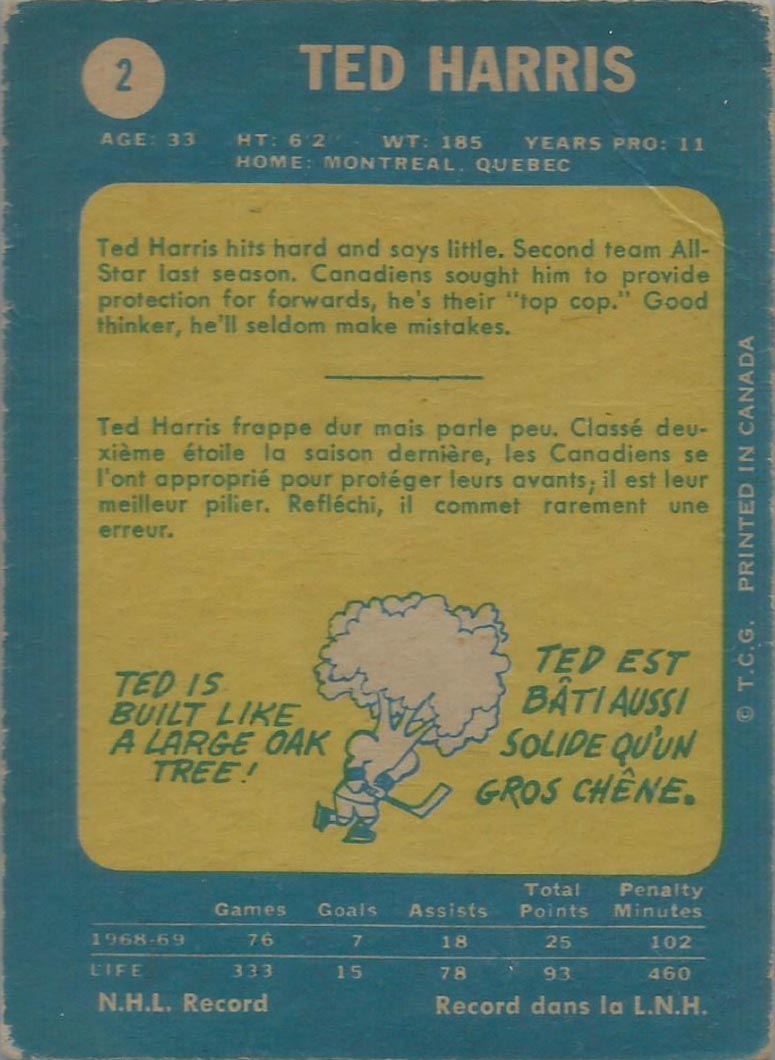 2
TED HARRIS
AGE: 33 HT: 6'2" WT: 185 YEARS PRO: 11
HOME: MONTREAL, QUEBEC
Ted Harris hits hard and says little. Second team All-
Star last season. Canadiens sought him to provide
protection for forwards, he's their "top cop." Good
thinker, he'll seldom make mistakes.
Ted Harris frappe dur mais parle peu. Classé deu-
xième étoile la saison dernière, les Canadiens se
l'ont approprié pour protéger leurs avants; il est leur
meilleur pilier. Refléchi, il commet rarement une
erreur.
TED IS
BUILT LIKE
A LARGE OAK
TREE!
TED EST
BÂTI AUSSI
SOLIDE QU'UN
GROS CHÊNE.
© T.C.G. PRINTED IN CANADA
Games Goals Assists Total Points Penalty Minutes
1968-69 76 7 18 25 102
LIFE 333 15 78 93 460
N.H.L. Record Record dans la L.N.H.